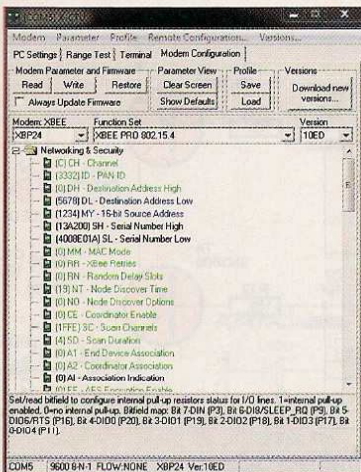 Modem Parameter Profile Remote Configuration... Versions...
PC Settings Range Test Terminal Modem Configuration
Modem Parameter and Firmware Parameter View Profile Versions
Read Write Restore Clear Screen Save Download new versions...
Always Update Firmware Show Defaults Load
Modem: XBEE Function Set Version
XBP24 XBEE PRO 802.15.4 10ED
Networking & Security
(C) CH - Channel
(3332) ID - PAN ID
(0) DH - Destination Address High
(5678) DL - Destination Address Low
(1234) MY - 16-bit Source Address
(13A200) SH - Serial Number High
(4008E01A) SL - Serial Number Low
(0) MM - MAC Mode
(0) RR - XBee Retries
(0) RN - Random Delay Slots
(19) NT - Node Discover Time
(0) NO - Node Discover Options
(0) CE - Coordinator Enable
(1FFE) SC - Scan Channels
(4) SD - Scan Duration
(0) A1 - End Device Association
(0) A2 - Coordinator Association
(0) AI - Association Indication
(0) EE - AES Encryption Enable
Set/read bitfield to configure internal pull-up resistors status for I/O lines. 1=internal pull-up
enabled, 0=no internal pull-up. Bitfield map: Bit 7-DIN (P3), Bit 6-DI8/SLEEP_RQ (P9), Bit 5-
DIO6/RTS (P16), Bit 4-DIO0 (P20), Bit 3-DIO1 (P19), Bit 2-DIO2 (P18), Bit 1-DIO3 (P17), Bit
0-DIO4 (P11).
COM5 9600 8-N-1 FLOW:NONE XBP24 Ver:10ED